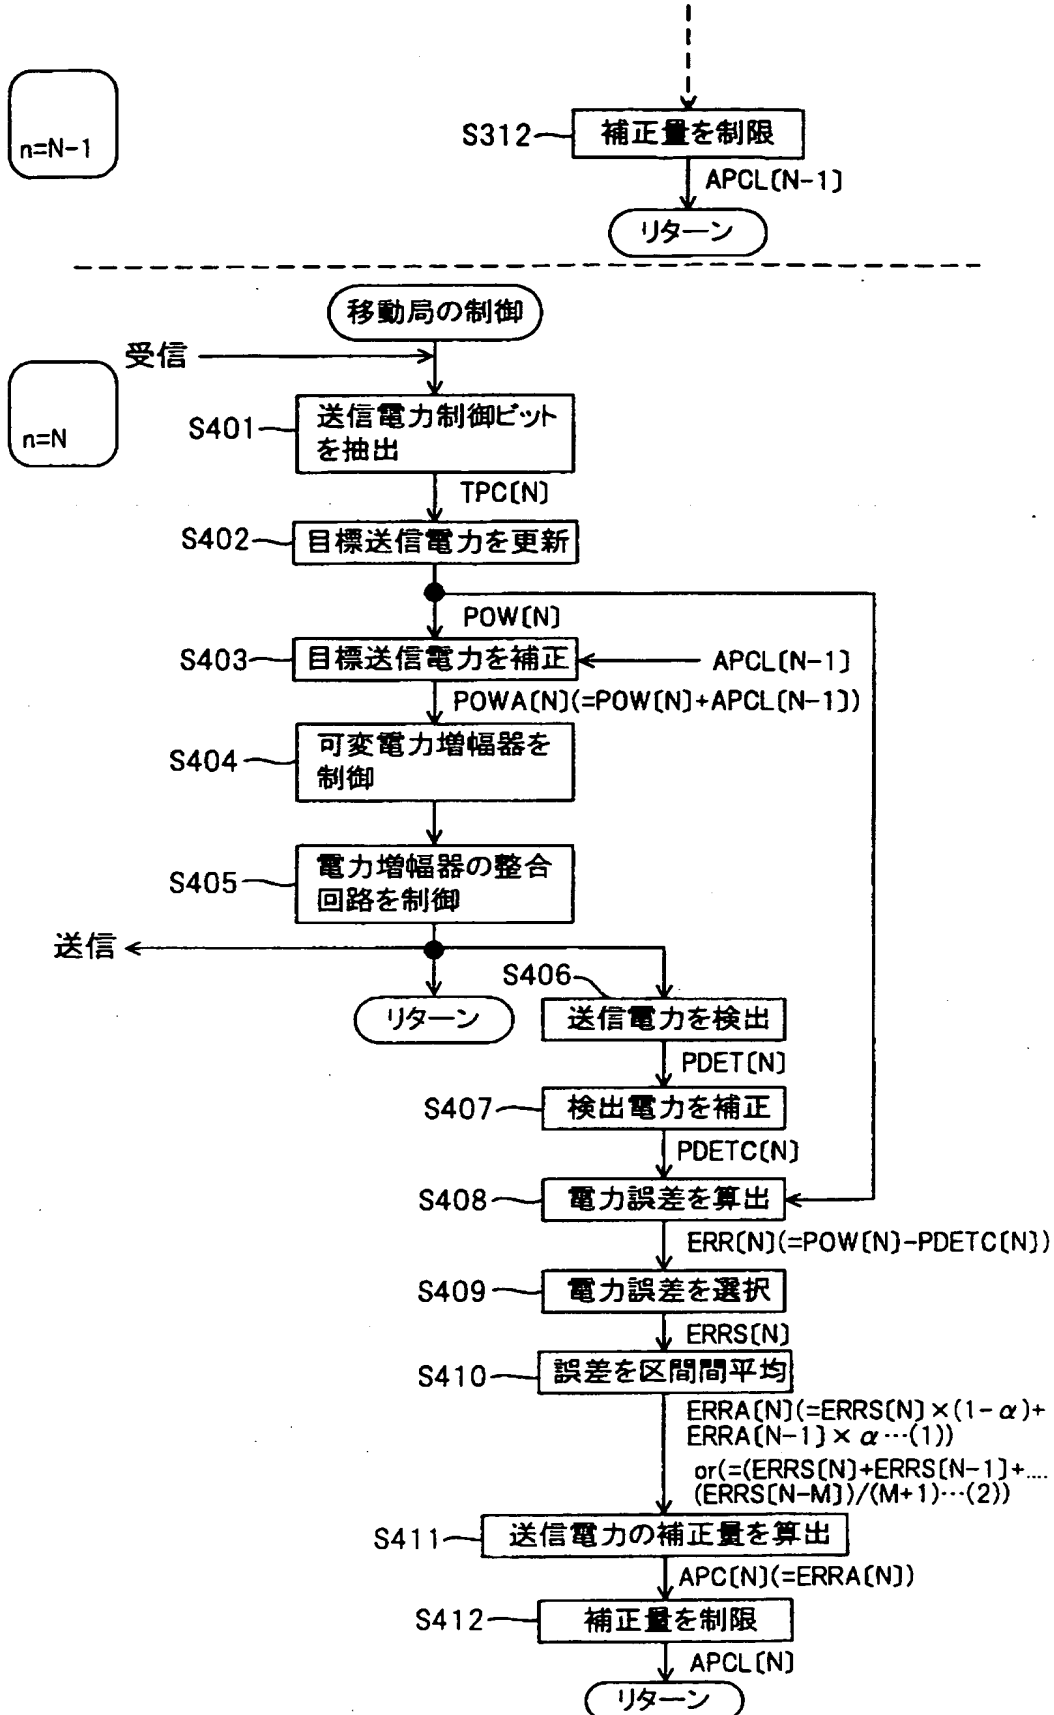 n=N-1
S312
補正量を制限
APCL[N-1]
リターン
移動局の制御
受信
n=N
S401
送信電力制御ビット
を抽出
TPC[N]
S402
目標送信電力を更新
POW[N]
S403
目標送信電力を補正
APCL[N-1]
POWA[N](=POW[N]+APCL[N-1])
S404
可変電力増幅器を
制御
S405
電力増幅器の整合
回路を制御
送信
リターン
S406
送信電力を検出
PDET[N]
S407
検出電力を補正
PDETC[N]
S408
電力誤差を算出
ERR[N](=POW[N]-PDETC[N])
S409
電力誤差を選択
ERRS[N]
S410
誤差を区間間平均
ERRA[N](=ERRS[N]×(1-α)+
ERRA[N-1]×α…(1))
or(=(ERRS[N]+ERRS[N-1]+....
(ERRS[N-M])/(M+1)…(2))
S411
送信電力の補正量を算出
APC[N](=ERRA[N])
S412
補正量を制限
APCL[N]
リターン